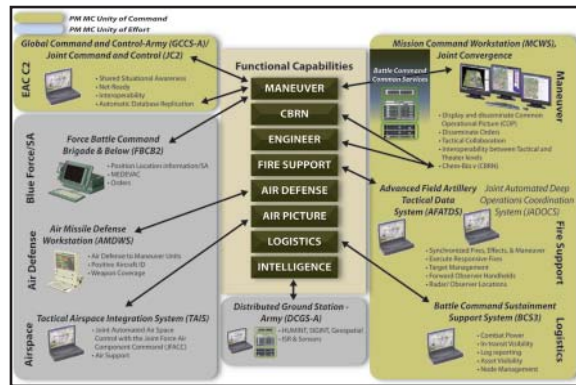 PM MC Unity of Command
PM MC Unity of Effort
Global Command and Control-Army (GCCS-A)/
Joint Command and Control (JC2)
EAC C2
• Shared Situational Awareness
• Net Ready
• Interoperability
• Automatic Database Replication
Blue Force/SA
Force Battle Command
Brigade & Below (FBCB2)
• Position Location Information/SA
• MEDEVAC
• Orders
Air Defense
Air Missile Defense
Workstation (AMDWS)
• Air Defense to Maneuver Units
• Positive Aircraft ID
• Weapon Coverage
Airspace
Tactical Airspace Integration System (TAIS)
• Joint Automated Air Space
Control with the Joint Force Air
Component Command (JFACC)
• Air Support
Functional Capabilities
MANEUVER
CBRN
ENGINEER
FIRE SUPPORT
AIR DEFENSE
AIR PICTURE
LOGISTICS
INTELLIGENCE
Distributed Ground Station -
Army (DCGS-A)
• HUMINT, SIGINT, Geospatial
• ISR & Sensors
Mission Command Workstation (MCWS),
Joint Convergence
Battle Command
Common Services
Maneuver
• Display and disseminate Common
Operational Picture (COP)
• Disseminate Orders
• Tactical Collaboration
• Interoperability between Tactical and
Theater levels
• Chem-Bio v (CBRN)
Advanced Field Artillery
Tactical Data
System (AFATDS)
Joint Automated Deep
Operations Coordination
System (JADOCS)
Fire Support
• Synchronized Fires, Effects, & Maneuver
• Execute Responsive Fires
• Target Management
• Forward Observer Handhelds
• Radar/ Observer Locations
Battle Command Sustainment
Support System (BCS3)
Logistics
• Combat Power
• In-transit Visibility
• Log reporting
• Asset Visibility
• Node Management